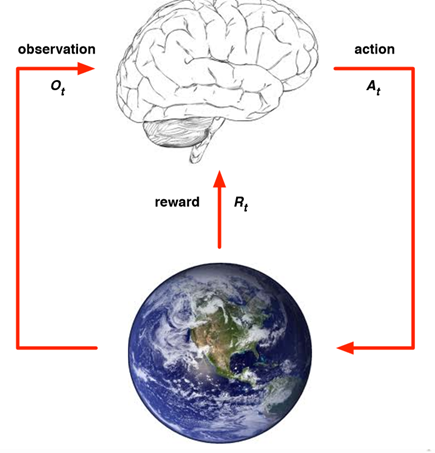 observation
action
Ot
At
reward
Rt